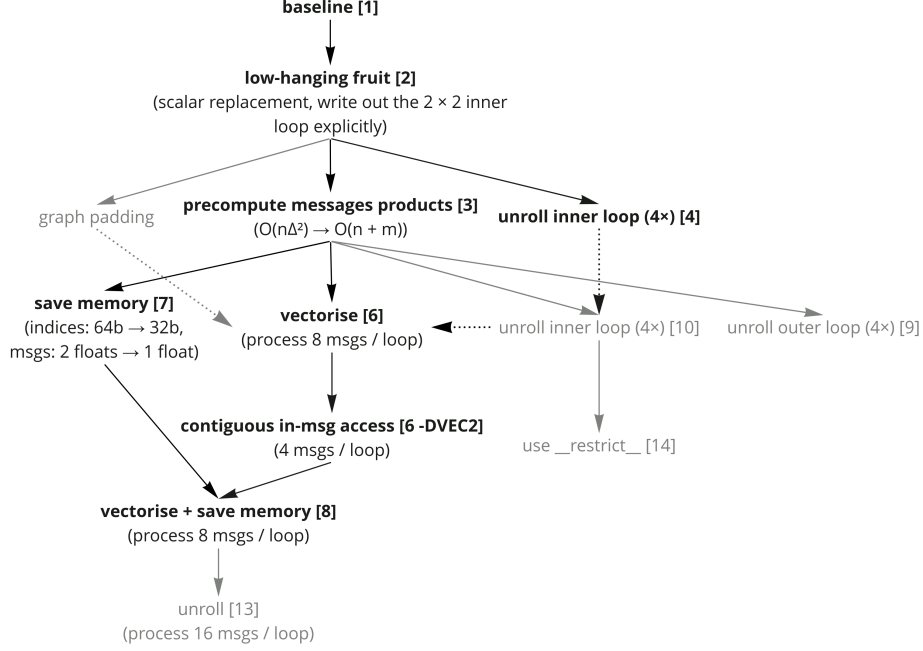 baseline [1]
low-hanging fruit [2]
(scalar replacement, write out the 2 × 2 inner
loop explicitly)
graph padding
precompute messages products [3]
(O(nΔ²) → O(n + m))
unroll inner loop (4×) [4]
save memory [7]
(indices: 64b → 32b,
msgs: 2 floats → 1 float)
vectorise [6]
(process 8 msgs / loop)
unroll inner loop (4×) [10]
unroll outer loop (4×) [9]
contiguous in-msg access [6 -DVEC2]
(4 msgs / loop)
use __restrict__ [14]
vectorise + save memory [8]
(process 8 msgs / loop)
unroll [13]
(process 16 msgs / loop)